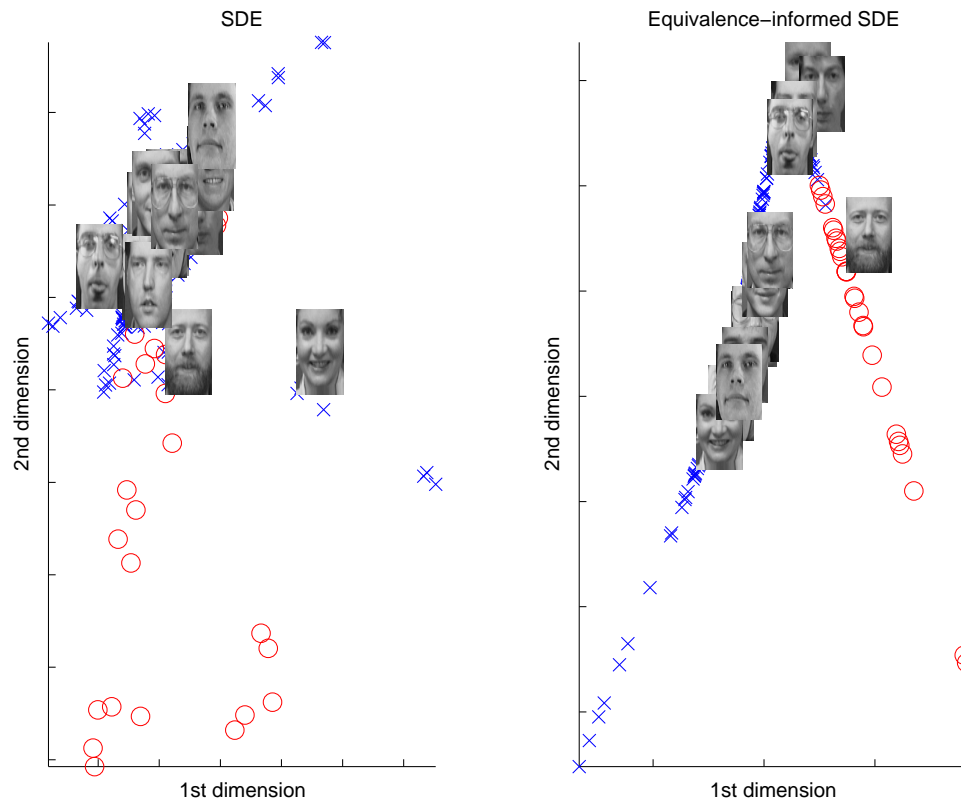 SDE
2nd dimension
1st dimension
Equivalence−informed SDE
2nd dimension
1st dimension